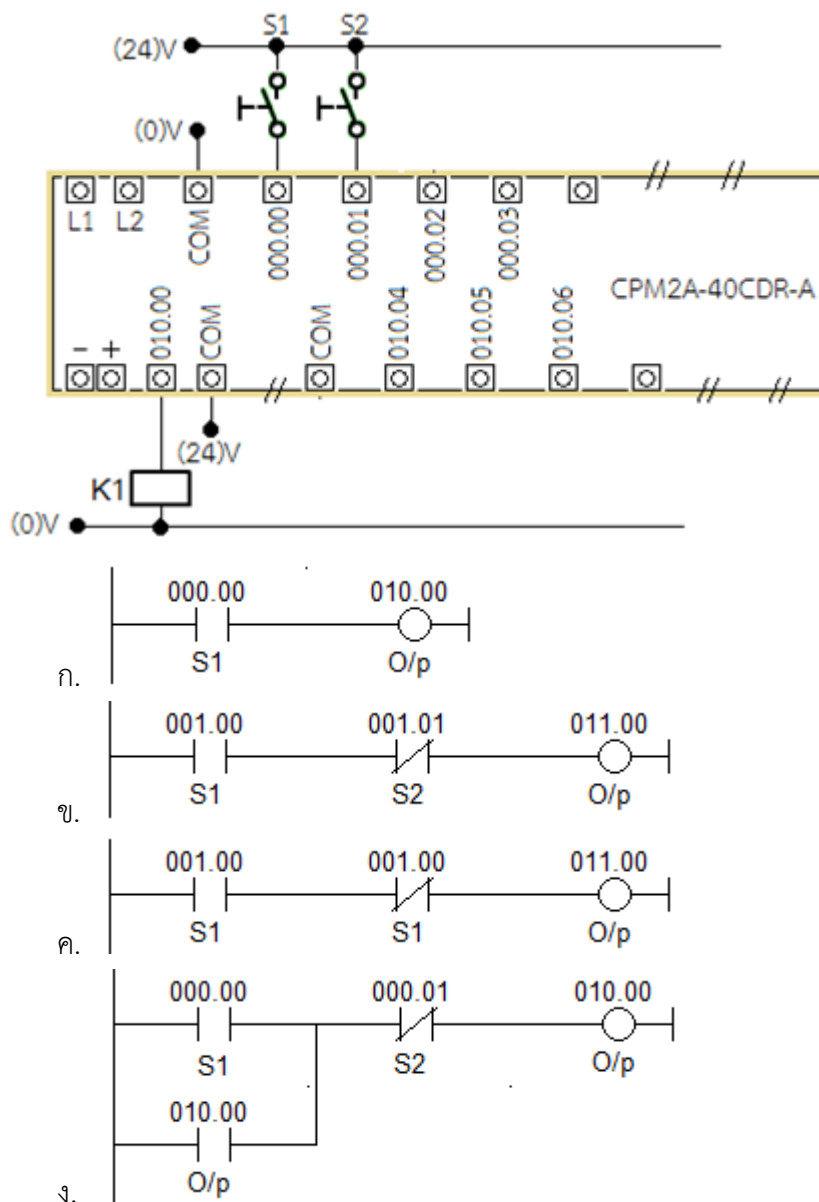 S1 S2
(24)V
(0)V
L1 L2 COM 000.00 000.01 000.02 000.03
CPM2A-40CDR-A
- + 010.00 COM COM 010.04 010.05 010.06
(24)V
K1
(0)V
000.00 010.00
S1 O/p
ก.
001.00 001.01 011.00
S1 S2 O/p
ข.
001.00 001.00 011.00
S1 S1 O/p
ค.
000.00 000.01 010.00
S1 S2 O/p
010.00
O/p
ง.